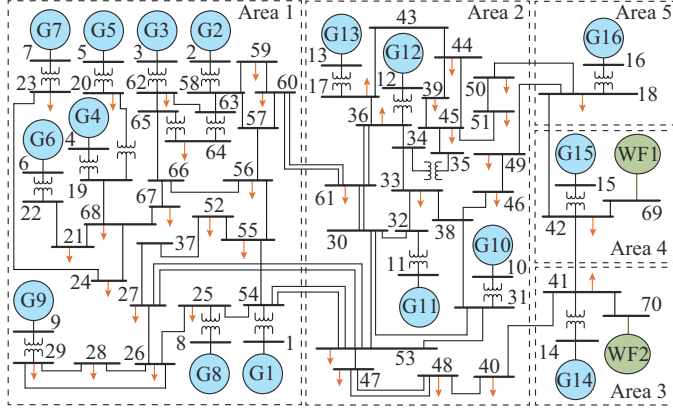 Area 1
Area 2
Area 5
G7 G5 G3 G2
7 5 3 2
59
23 20 62 58 60
63
57
G4
4
65
64
G6
6
19
66
56
22
67
52
68
21
37
55
24
27
G9
9
25
54
29 28 26
8
1
G8 G1
43
G13
13
G12
12
44
17
39
50
36
45
51
34
35
49
61
33
46
30
32
38
G10
10
11
31
G11
53
47
48
40
G16
16
18
G15
15
WF1
69
42
Area 4
41
70
14
G14
WF2
Area 3